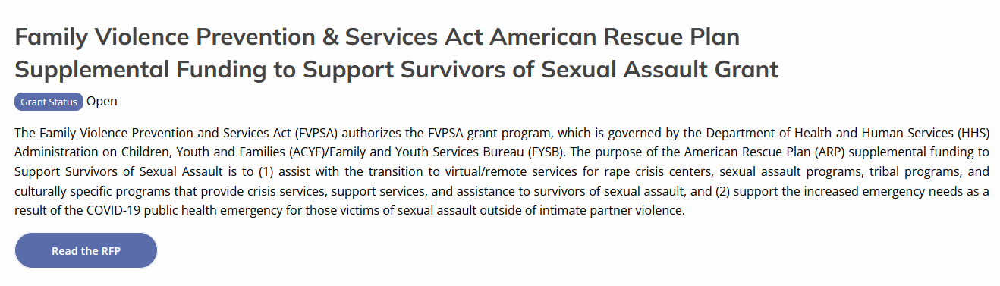 Family Violence Prevention & Services Act American Rescue Plan
Supplemental Funding to Support Survivors of Sexual Assault Grant
Grant Status Open
The Family Violence Prevention and Services Act (FVPSA) authorizes the FVPSA grant program, which is governed by the Department of Health and Human Services (HHS)
Administration on Children, Youth and Families (ACYF)/Family and Youth Services Bureau (FYSB). The purpose of the American Rescue Plan (ARP) supplemental funding to
Support Survivors of Sexual Assault is to (1) assist with the transition to virtual/remote services for rape crisis centers, sexual assault programs, tribal programs, and
culturally specific programs that provide crisis services, support services, and assistance to survivors of sexual assault, and (2) support the increased emergency needs as a
result of the COVID-19 public health emergency for those victims of sexual assault outside of intimate partner violence.
Read the RFP